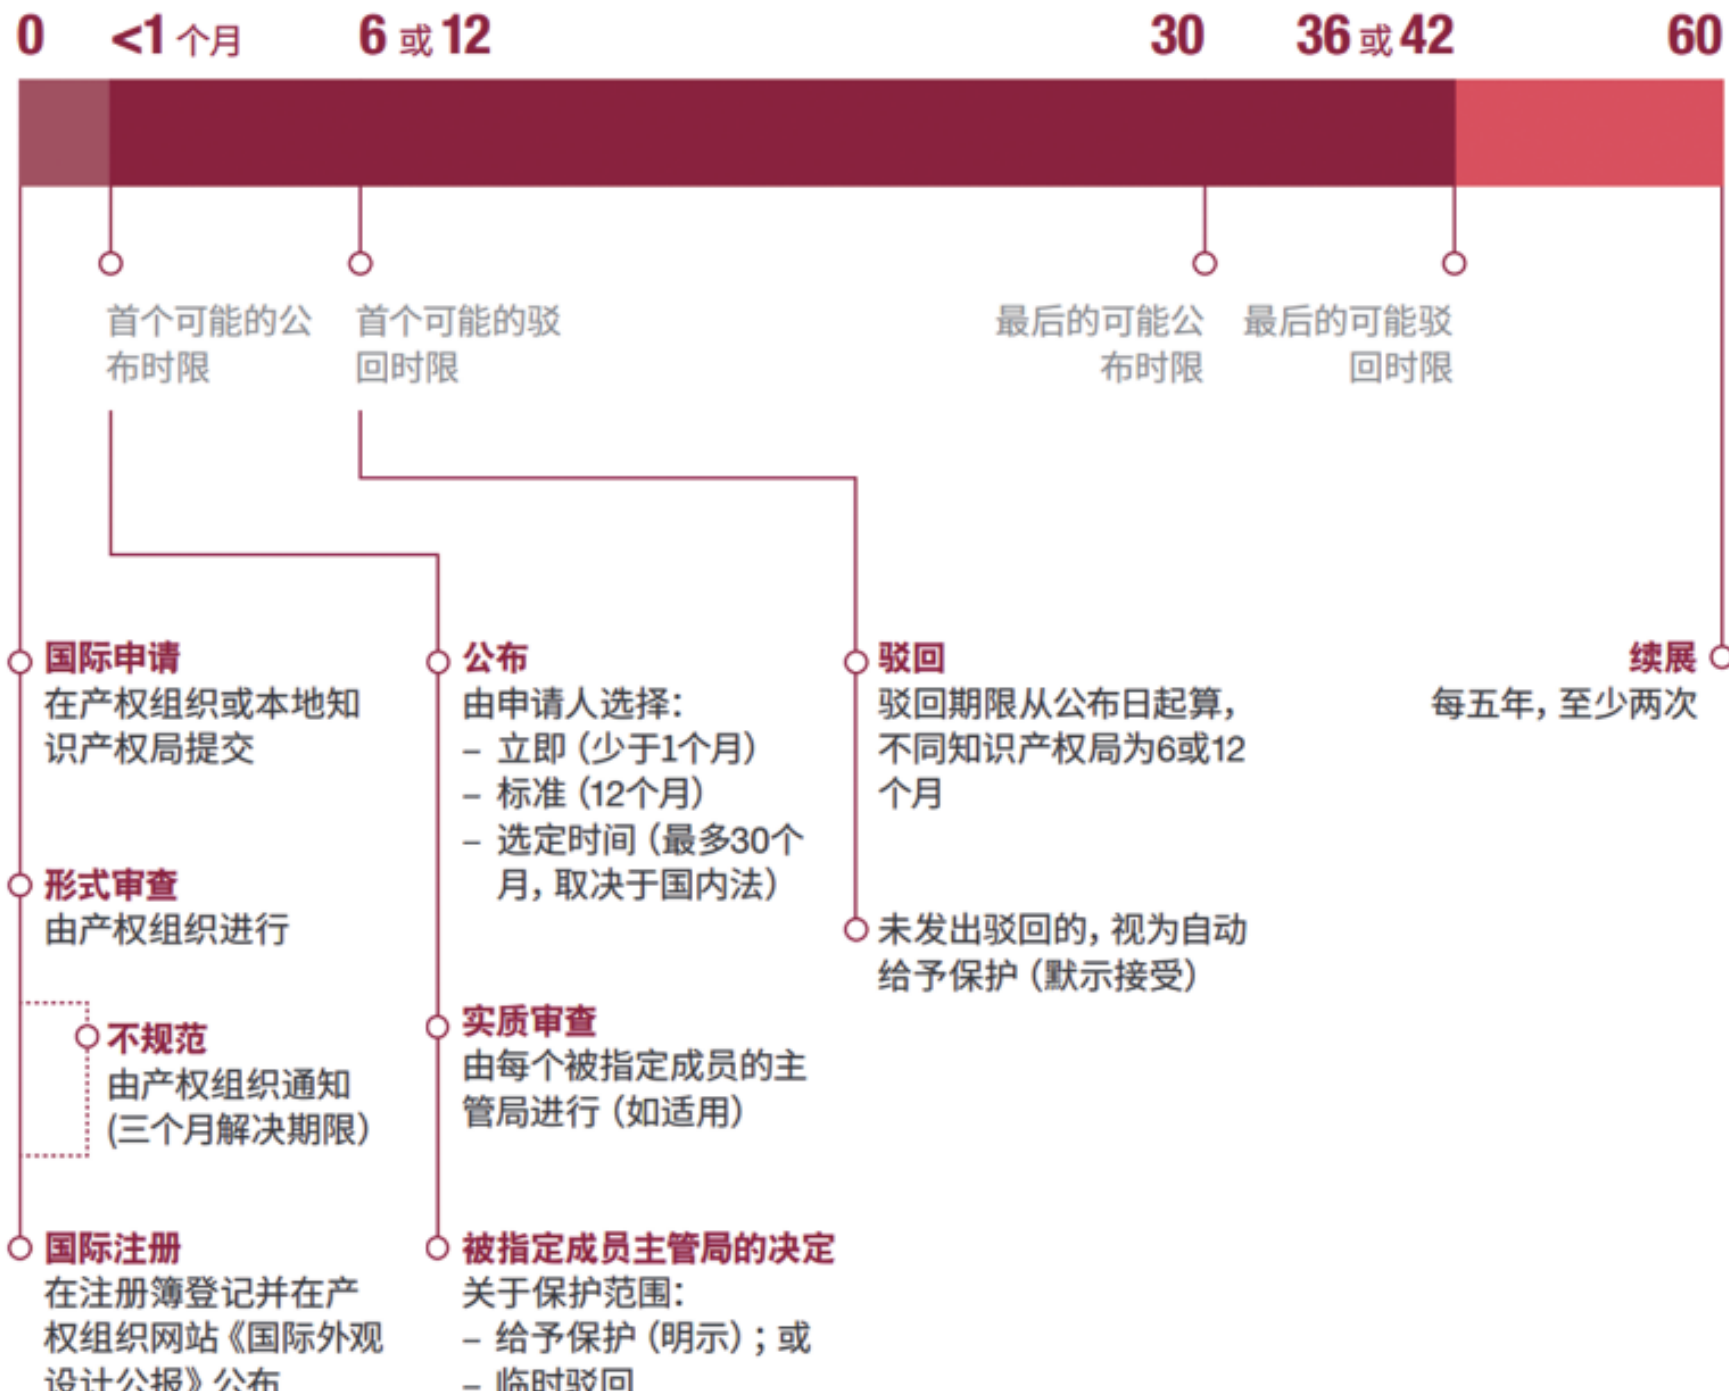 0
<1 个月
6 或 12
30
36 或 42
60
首个可能的公
布时限
首个可能的驳
回时限
最后的可能公
布时限
最后的可能驳
回时限
国际申请
在产权组织或本地知
识产权局提交
形式审查
由产权组织进行
不规范
由产权组织通知
(三个月解决期限）
国际注册
在注册簿登记并在产
权组织网站《国际外观
设计公报》公布
公布
由申请人选择：
– 立即（少于1个月）
– 标准（12个月）
– 选定时间（最多30个
月，取决于国内法）
实质审查
由每个被指定成员的主
管局进行（如适用）
被指定成员主管局的决定
关于保护范围：
– 给予保护（明示）；或
– 临时驳回
驳回
驳回期限从公布日起算，
不同知识产权局为6或12
个月
未发出驳回的，视为自动
给予保护（默示接受）
续展
每五年，至少两次